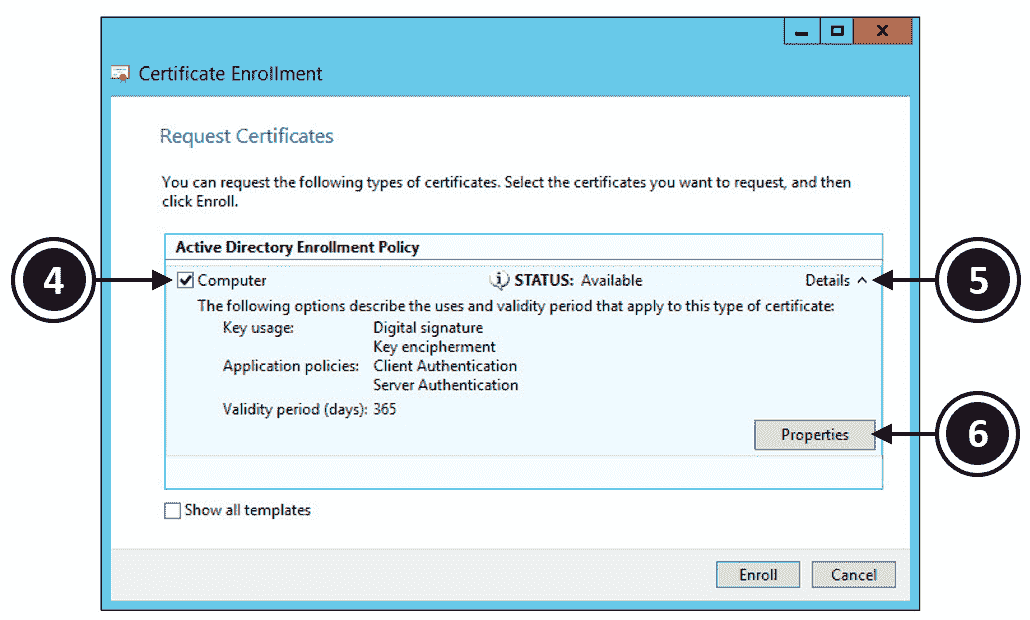 Certificate Enrollment
Request Certificates
You can request the following types of certificates. Select the certificates you want to request, and then
click Enroll.
Active Directory Enrollment Policy
4
Computer
STATUS: Available
Details
5
The following options describe the uses and validity period that apply to this type of certificate:
Key usage: Digital signature
Key encipherment
Application policies: Client Authentication
Server Authentication
Validity period (days): 365
Properties
6
Show all templates
Enroll
Cancel